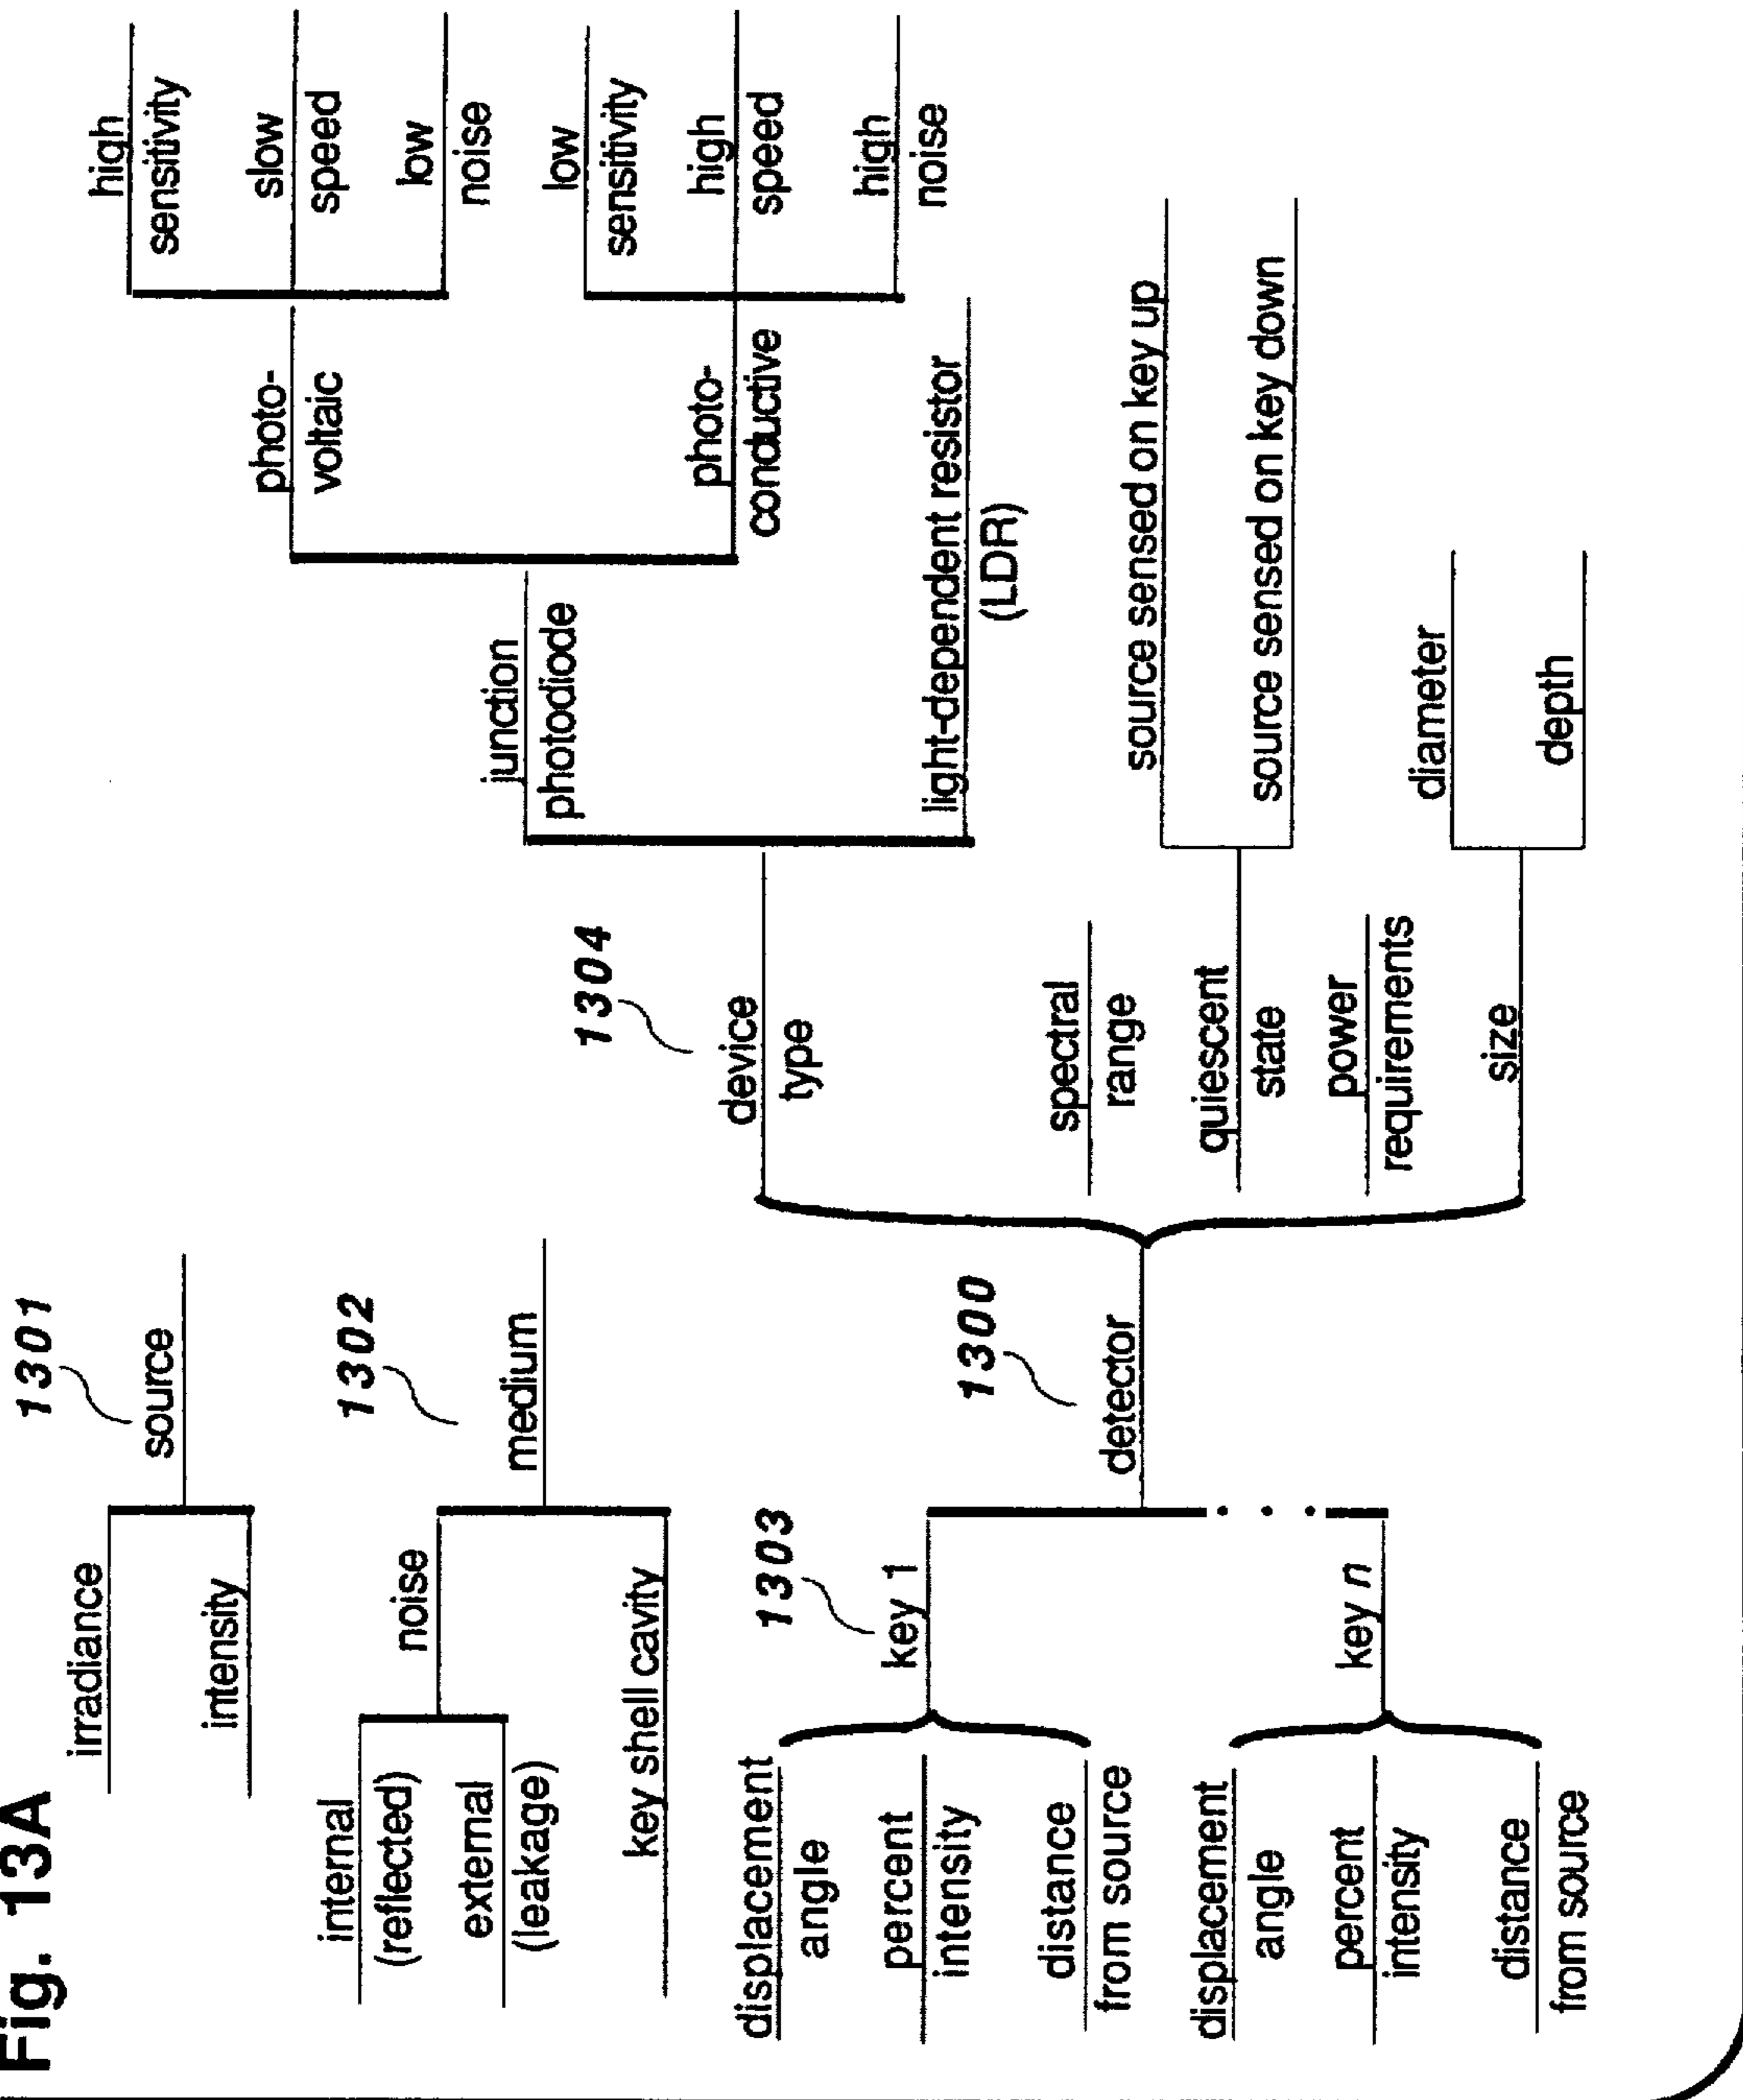 Fig. 13A
irradiance
intensity
source
1301
internal
(reflected)
external
(leakage)
noise
key shell cavity
medium
1302
displacement
angle
percent
intensity
distance
from source
key 1
1303
displacement
angle
percent
intensity
distance
from source
key n
detector
1300
device
type
1304
spectral
range
quiescent
state
power
requirements
size
junction
photodiode
light-dependent resistor
(LDR)
photo-
voltaic
photo-
conductive
high
sensitivity
slow
speed
low
noise
low
sensitivity
high
speed
high
noise
source sensed on key up
source sensed on key down
diameter
depth